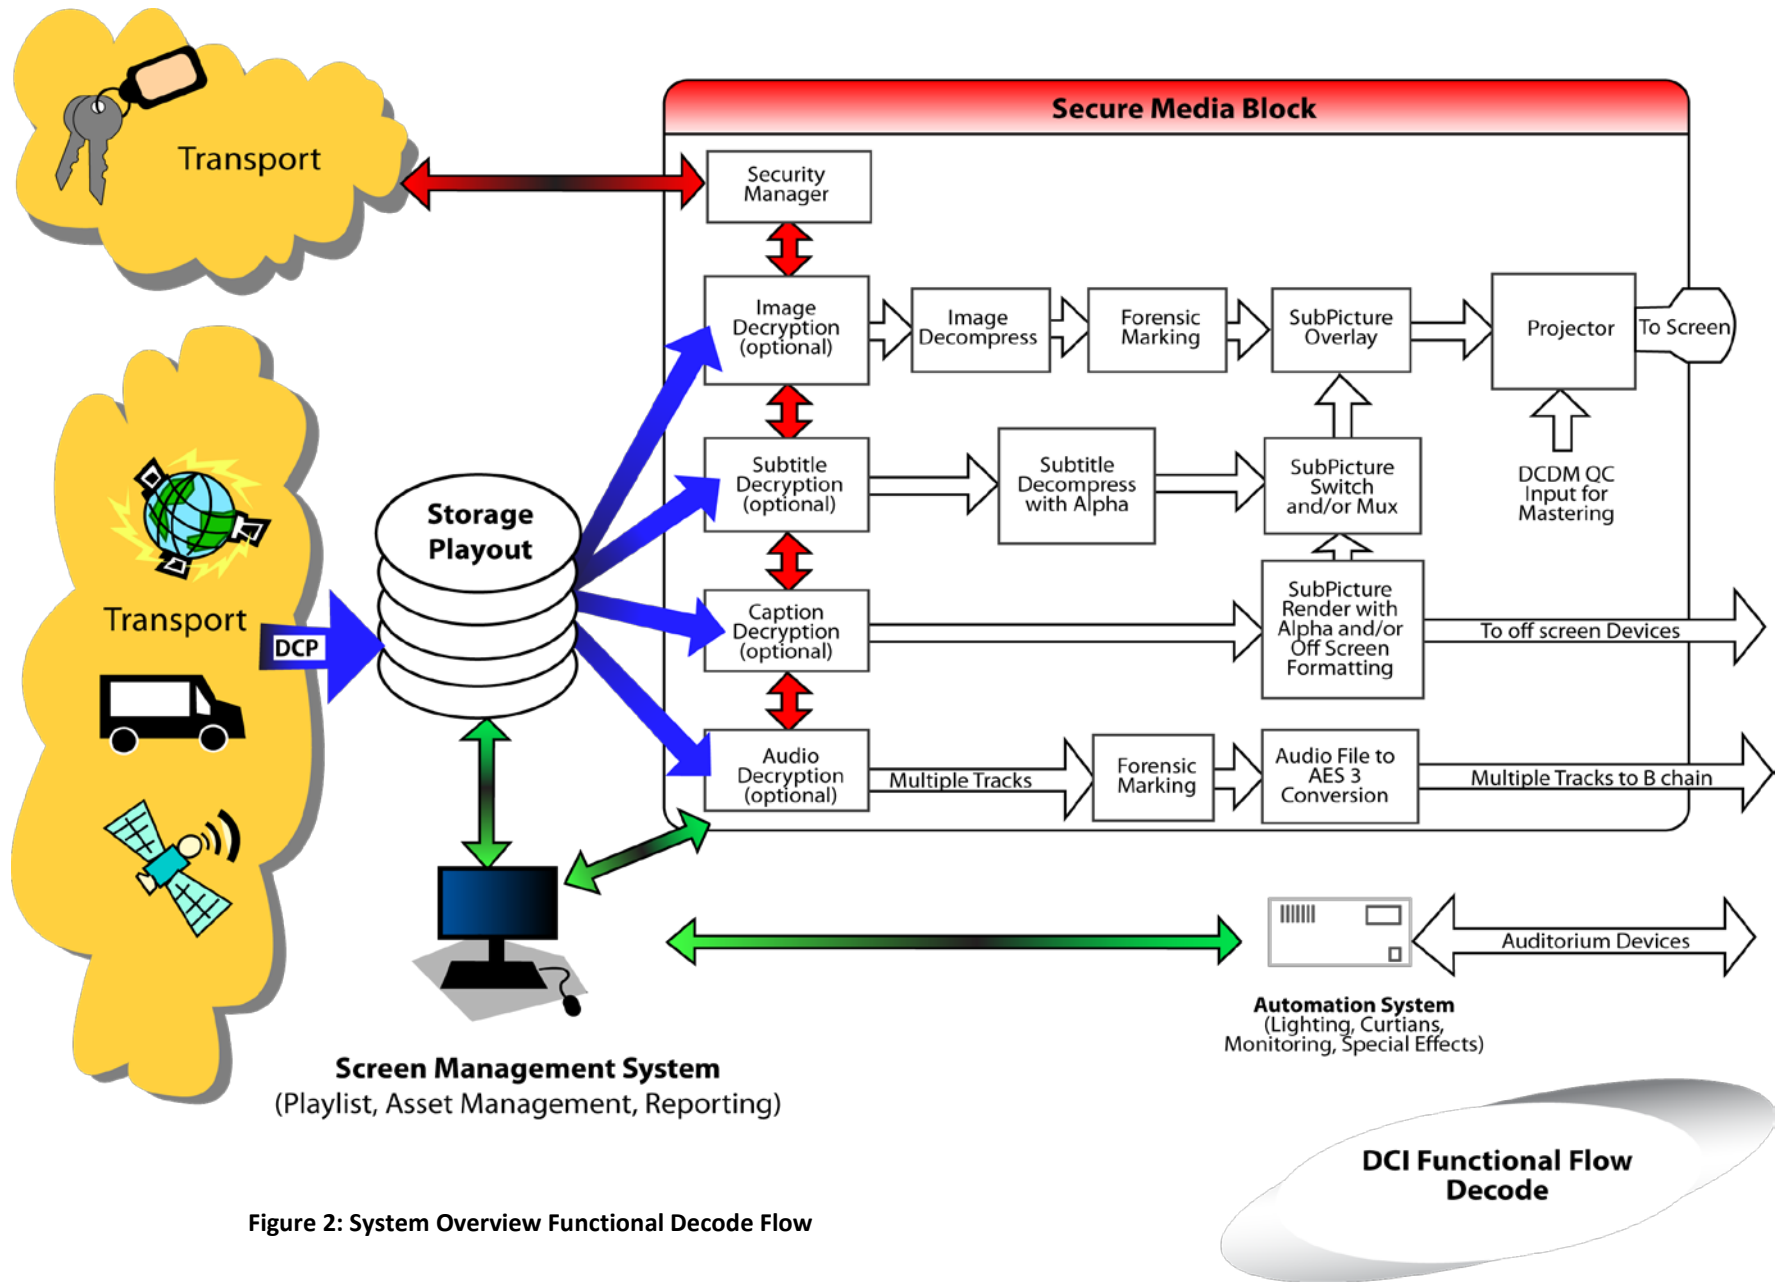 Transport
Secure Media Block
Security
Manager
Image
Decryption
(optional)
Image
Decompress
Forensic
Marking
SubPicture
Overlay
Projector
To Screen
Subtitle
Decryption
(optional)
Subtitle
Decompress
with Alpha
SubPicture
Switch
and/or Mux
DCDM QC
Input for
Mastering
Storage
Playout
Transport
DCP
Caption
Decryption
(optional)
SubPicture
Render with
Alpha and/or
Off Screen
Formatting
To off screen Devices
Audio
Decryption
(optional)
Multiple Tracks
Forensic
Marking
Audio File to
AES 3
Conversion
Multiple Tracks to B chain
Auditorium Devices
Automation System
(Lighting, Curtians,
Monitoring, Special Effects)
Screen Management System
(Playlist, Asset Management, Reporting)
DCI Functional Flow
Decode
Figure 2: System Overview Functional Decode Flow